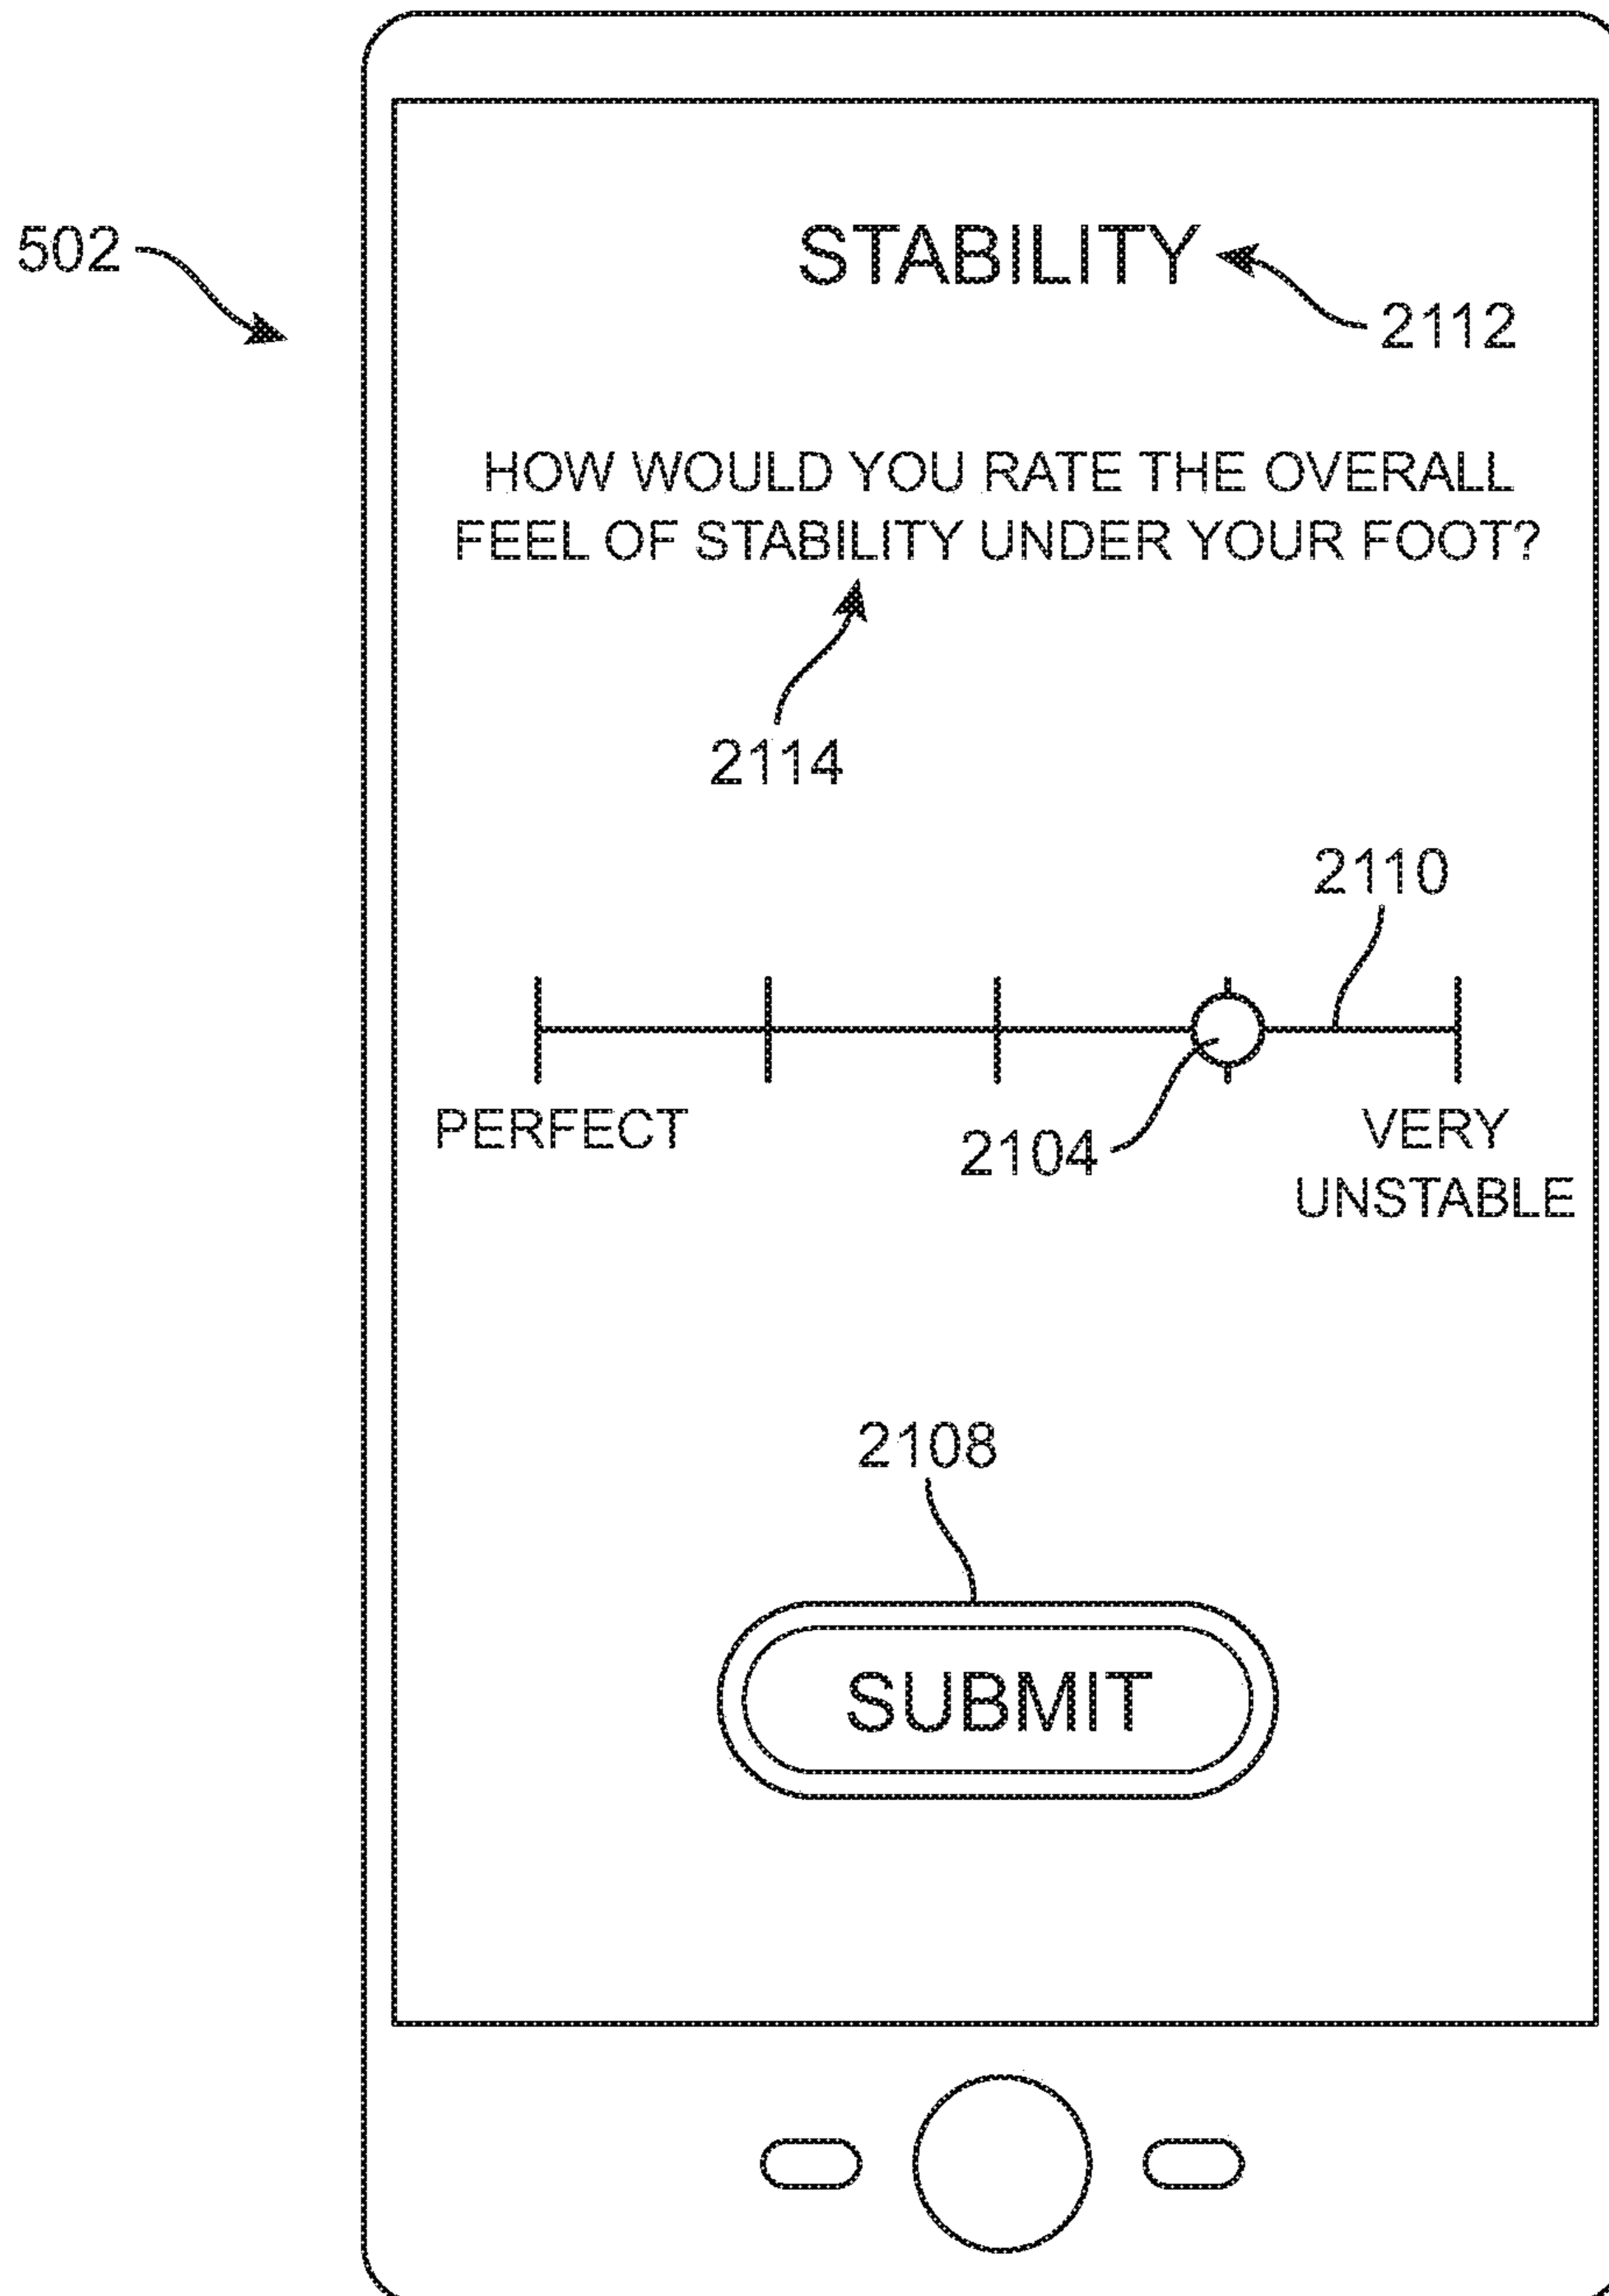 502
STABILITY
2112
HOW WOULD YOU RATE THE OVERALL
FEEL OF STABILITY UNDER YOUR FOOT?
2114
2110
PERFECT
2104
VERY
UNSTABLE
2108
SUBMIT